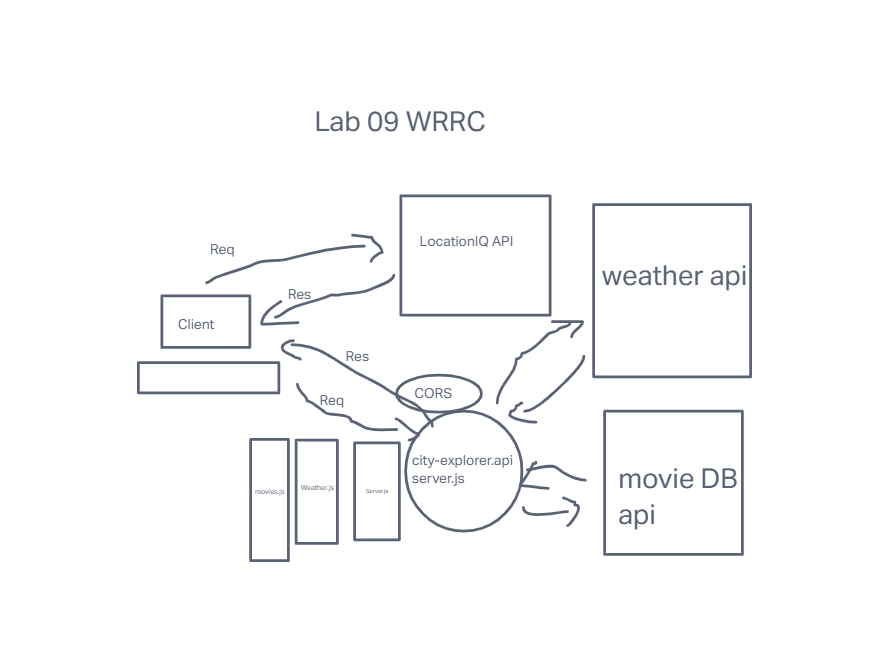 Lab 09 WRRC
Req
LocationIQ API
weather api
Res
Client
Res
CORS
Req
city-explorer.api
server.js
movie DB
api
movies.js
Weather.js
Server.js